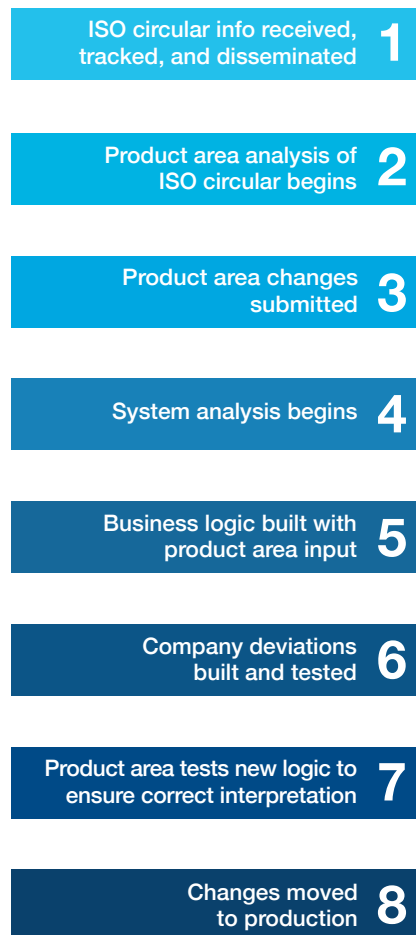 ISO circular info received,
tracked, and disseminated
1
Product area analysis of
ISO circular begins
2
Product area changes
submitted
3
System analysis begins
4
Business logic built with
product area input
5
Company deviations
built and tested
6
Product area tests new logic to
ensure correct interpretation
7
Changes moved
to production
8